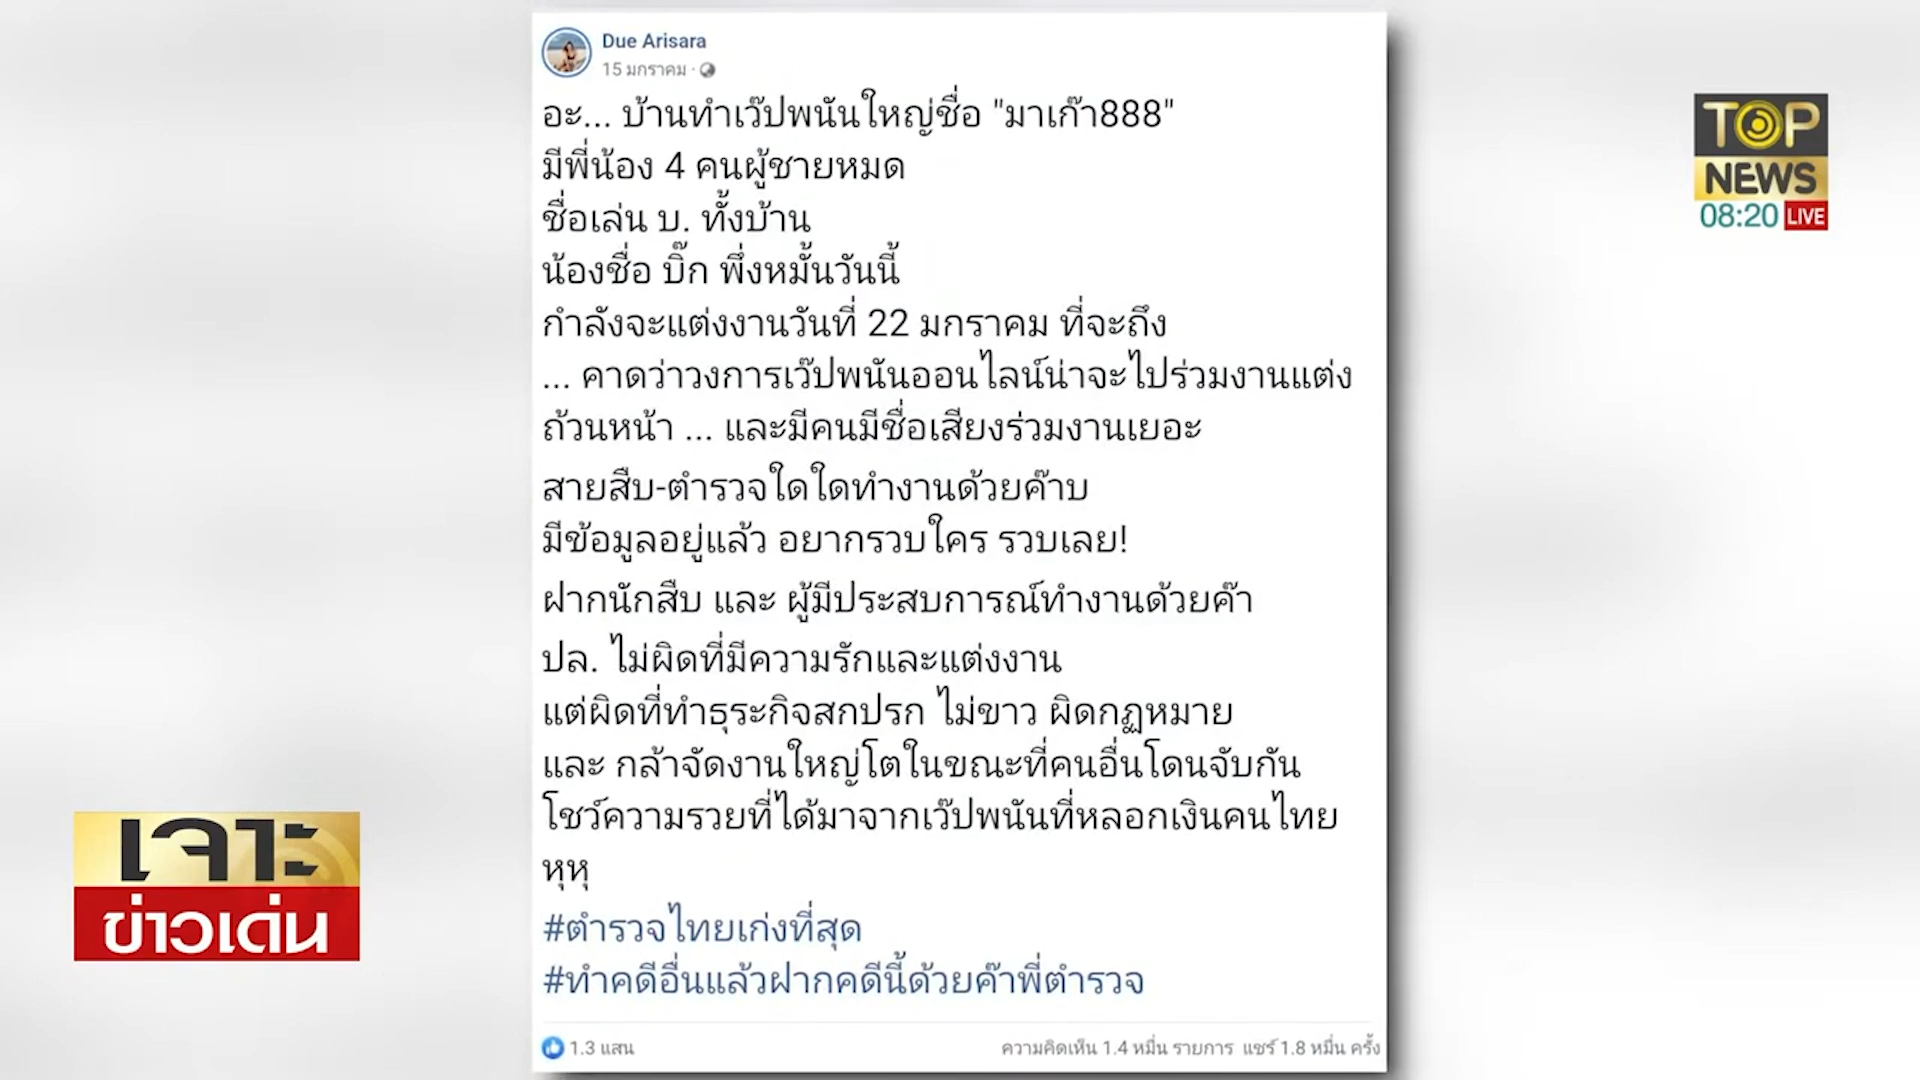 Due Arisara
15 มกราคม ·
อะ... บ้านทำเว๊ปพนันใหญ่ชื่อ "มาเก๊า888"
มีพี่น้อง 4 คนผู้ชายหมด
ชื่อเล่น บ. ทั้งบ้าน
น้องชื่อ บิ๊ก พึ่งหมั้นวันนี้
กำลังจะแต่งงานวันที่ 22 มกราคม ที่จะถึง
... คาดว่าวงการเว๊ปพนันออนไลน์น่าจะไปร่วมงานแต่ง
ถ้วนหน้า ... และมีคนมีชื่อเสียงร่วมงานเยอะ
สายสืบ-ตำรวจใดใดทำงานด้วยค๊าบ
มีข้อมูลอยู่แล้ว อยากรวบใคร รวบเลย!
ฝากนักสืบ และ ผู้มีประสบการณ์ทำงานด้วยค๊า
ปล. ไม่ผิดที่มีความรักและแต่งงาน
แต่ผิดที่ทำธุระกิจสกปรก ไม่ขาว ผิดกฏหมาย
และ กล้าจัดงานใหญ่โตในขณะที่คนอื่นโดนจับกัน
โชว์ความรวยที่ได้มาจากเว๊ปพนันที่หลอกเงินคนไทย
หุหุ
#ตำรวจไทยเก่งที่สุด
#ทำคดีอื่นแล้วฝากคดีนี้ด้วยค๊าพี่ตำรวจ
1.3 แสน
ความคิดเห็น 1.4 หมื่น รายการ แชร์ 1.8 หมื่น ครั้ง
TOP
NEWS
08:20 LIVE
เจาะ
ข่าวเด่น